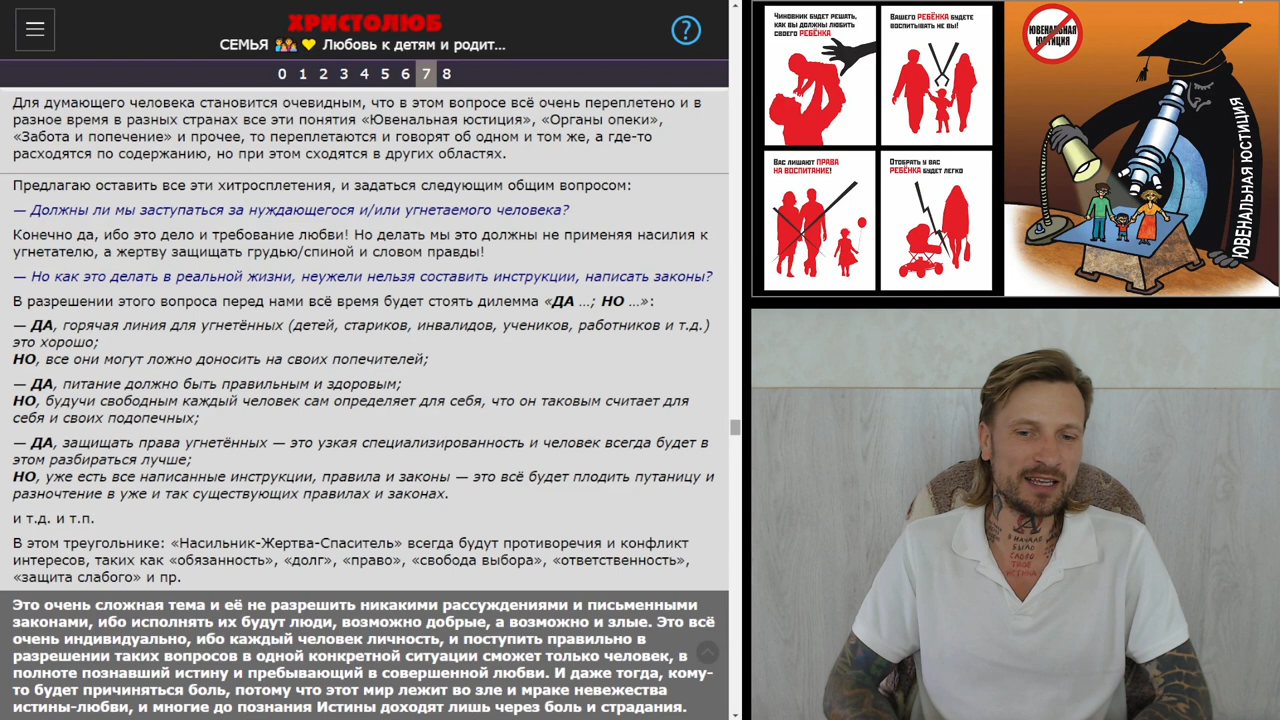 ХРИСТОЛЮБ
СЕМЬЯ 👫 💛 Любовь к детям и родит...
0 1 2 3 4 5 6 7 8
Для думающего человека становится очевидным, что в этом вопросе всё очень переплетено и в
разное время в разных странах все эти понятия «Ювенальная юстиция», «Органы опеки»,
«Забота и попечение» и прочие то переплетаются и говорят об одном и том же, а где-то
расходятся по содержанию, но при этом сходятся в других областях.
Предлагаю оставить все эти хитросплетения, и задаться следующим общим вопросом:
— Должны ли мы заступаться за нуждающегося и/или угнетаемого человека?
Конечно да! Это правило и требование любви! Но делать это должны не применяя насилия к
угнетателю, а жертву защищать грудью/спиной и словом правды!
— Но как это делать в реальной жизни, неужели нельзя составить инструкции, написать законы?
В разрешении этого вопроса перед нами всё время будет стоять дилемма «ДА …; НО …»:
— ДА, горячая линия для угнетённых (детей, стариков, инвалидов, учеников, работников и т.д.)
это хорошо;
НО, все они могут ложно доносить на своих попечителей;
— ДА, питание должно быть правильным и здоровым;
НО, будучи свободным каждый человек сам определяет для себя, что он таковым считает для
себя и своих подопечных;
— ДА, защищать права угнетённых — это узкая специализированность и человек всегда будет в
этом разбираться лучше;
НО, уже есть все написанные инструкции, правила и законы — это всё будет плодить путаницу и
разночтение в уже и так существующих правилах и законах.
и т.д. и т.п.
В этом треугольнике: «Насильник-Жертва-Спаситель» всегда будут противоречия и конфликт
интересов, таких как «обязанность», «долг», «право», «свобода выбора», «ответственность»,
«защита слабого» и пр.
Это очень сложная тема и её не разрешить никакими рассуждениями и письменными
законами, ибо исполнять их будут люди, возможно добрые, а возможно и злые. Это всё
очень индивидуально, ибо каждый человек личность, и поступить правильно в
разрешении таких вопросов в одной конкретной ситуации сможет только человек, в
полноте познавший истину и пребывающий в совершенной любви. И даже тогда, кому-
то будет причиняться боль, потому что этот мир лежит во зле и мраке невежества
истины-любви, и многие до познания Истины доходят лишь через боль и страдания.
Чиновник будет решать,
как вы должны любить
своего РЕБЁНКА
Вашего РЕБЁНКА будете
воспитывать не вы!
Вас лишают ПРАВА
НА ВОСПИТАНИЕ!
Отобрать у вас
РЕБЁНКА будет легко
ЮВЕНАЛЬНАЯ
ЮСТИЦИЯ
ЮВЕНАЛЬНАЯ ЮСТИЦИЯ
В НАЧАЛЕ
БЫЛО
СЛОВО
ТВОЁ
ИСТИНА